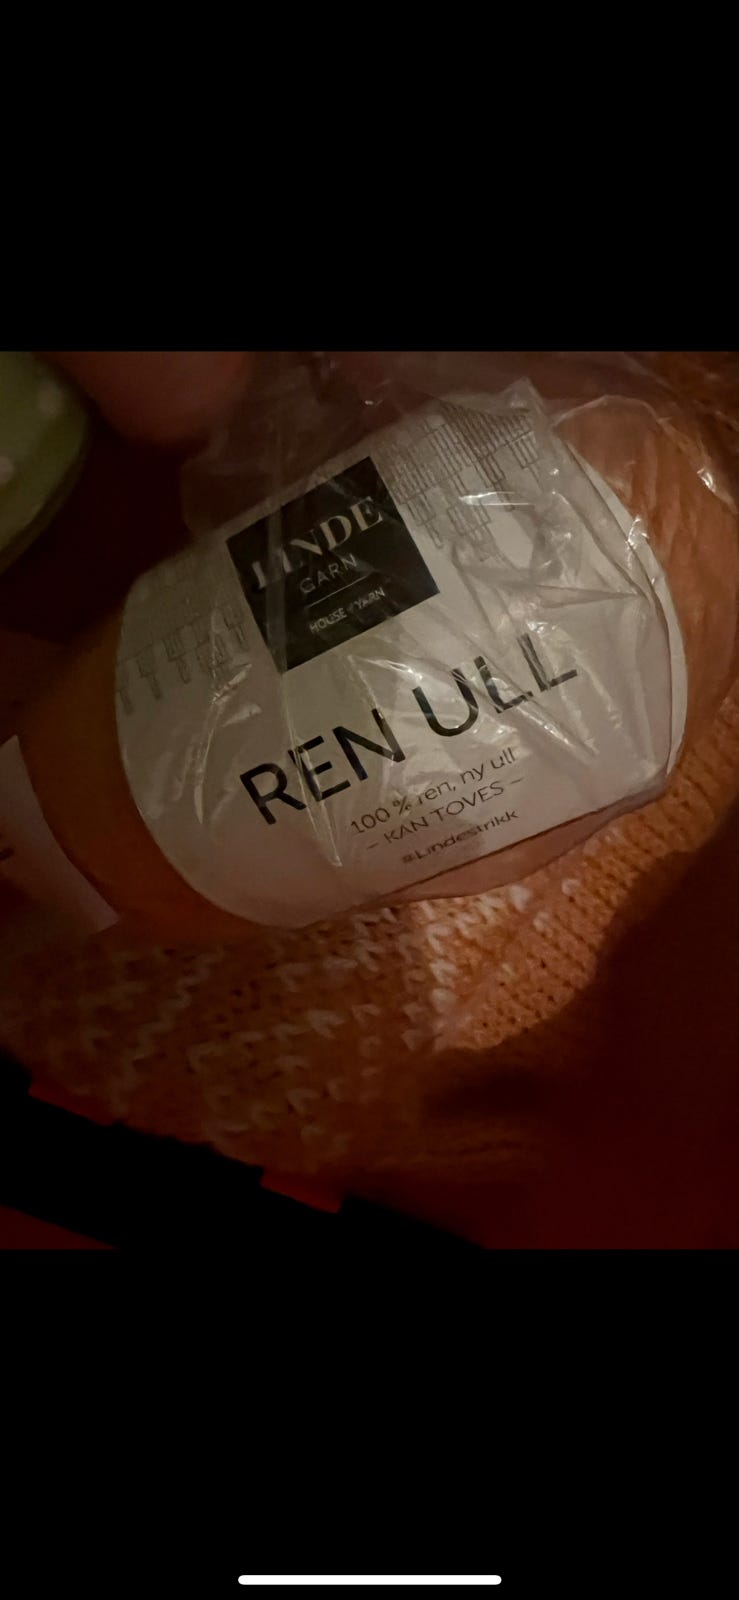 LINDE
GARN
HOUSE of YARN
REN ULL
100 % ren, ny ull
– KAN TOVES –
#Lindestrikk